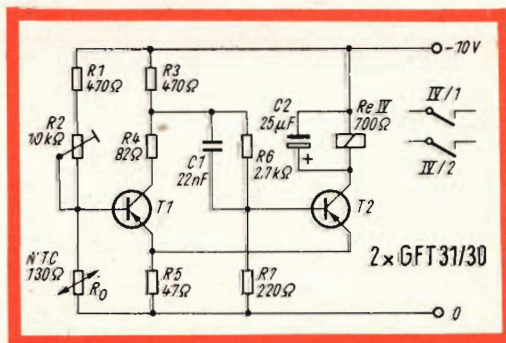 -10V
R1
470Ω
R3
470Ω
R2
10kΩ
R4
82Ω
C1
22nF
R6
2.7kΩ
C2
25µF
+
Re IV
700Ω
IV/1
IV/2
T1
T2
2 x GFT31/30
NTC
130Ω
R0
R5
47Ω
R7
220Ω
0